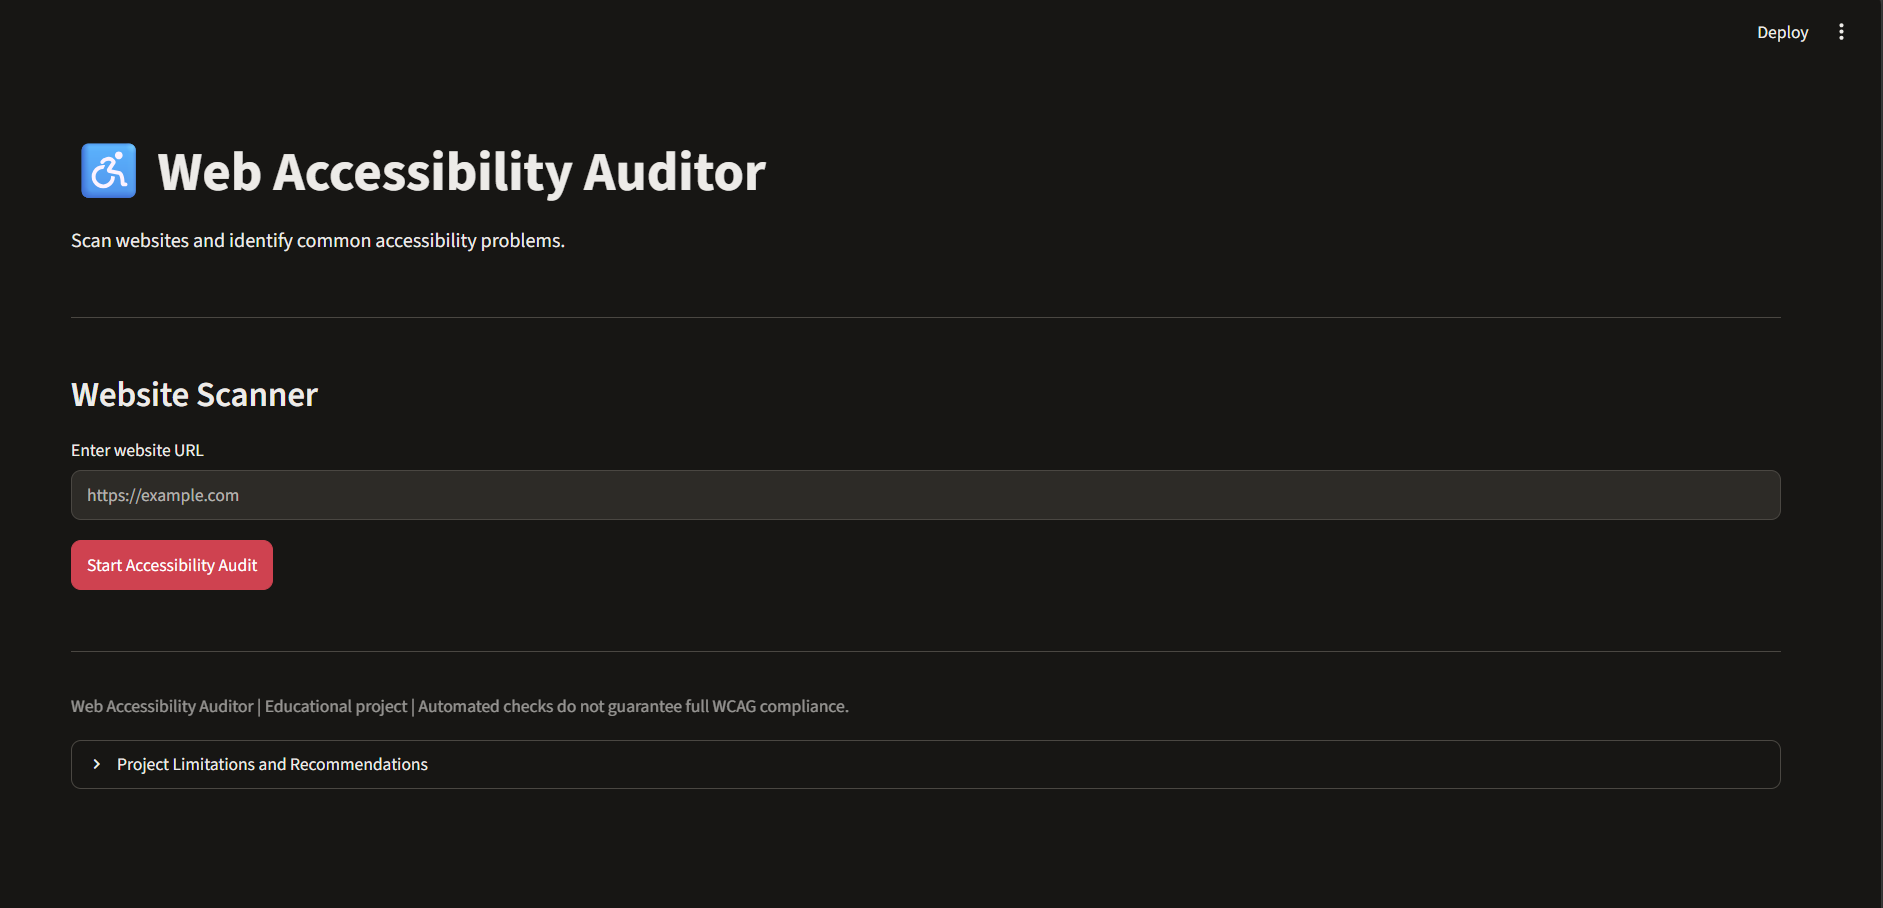 Deploy
Web Accessibility Auditor
Scan websites and identify common accessibility problems.
Website Scanner
Enter website URL
https://example.com
Start Accessibility Audit
Web Accessibility Auditor | Educational project | Automated checks do not guarantee full WCAG compliance.
Project Limitations and Recommendations